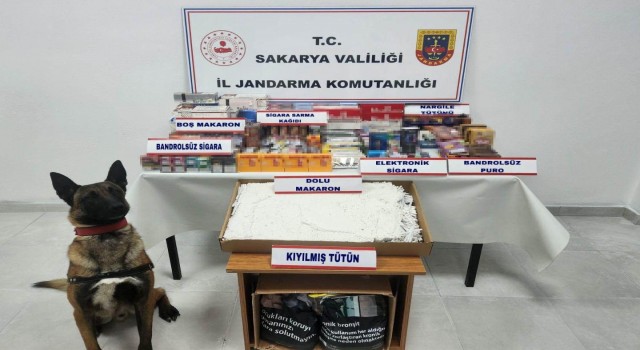 T.C.
SAKARYA VALİLİĞİ
İL JANDARMA KOMUTANLIĞI
NARGİLE
TÜTÜNÜ
SİGARA SARMA
KAĞIDI
BOŞ MAKARON
BANDROLSÜZ SİGARA
ELEKTRONİK
SİGARA
BANDROLSÜZ
PURO
DOLU
MAKARON
KIYILMIŞ TÜTÜN